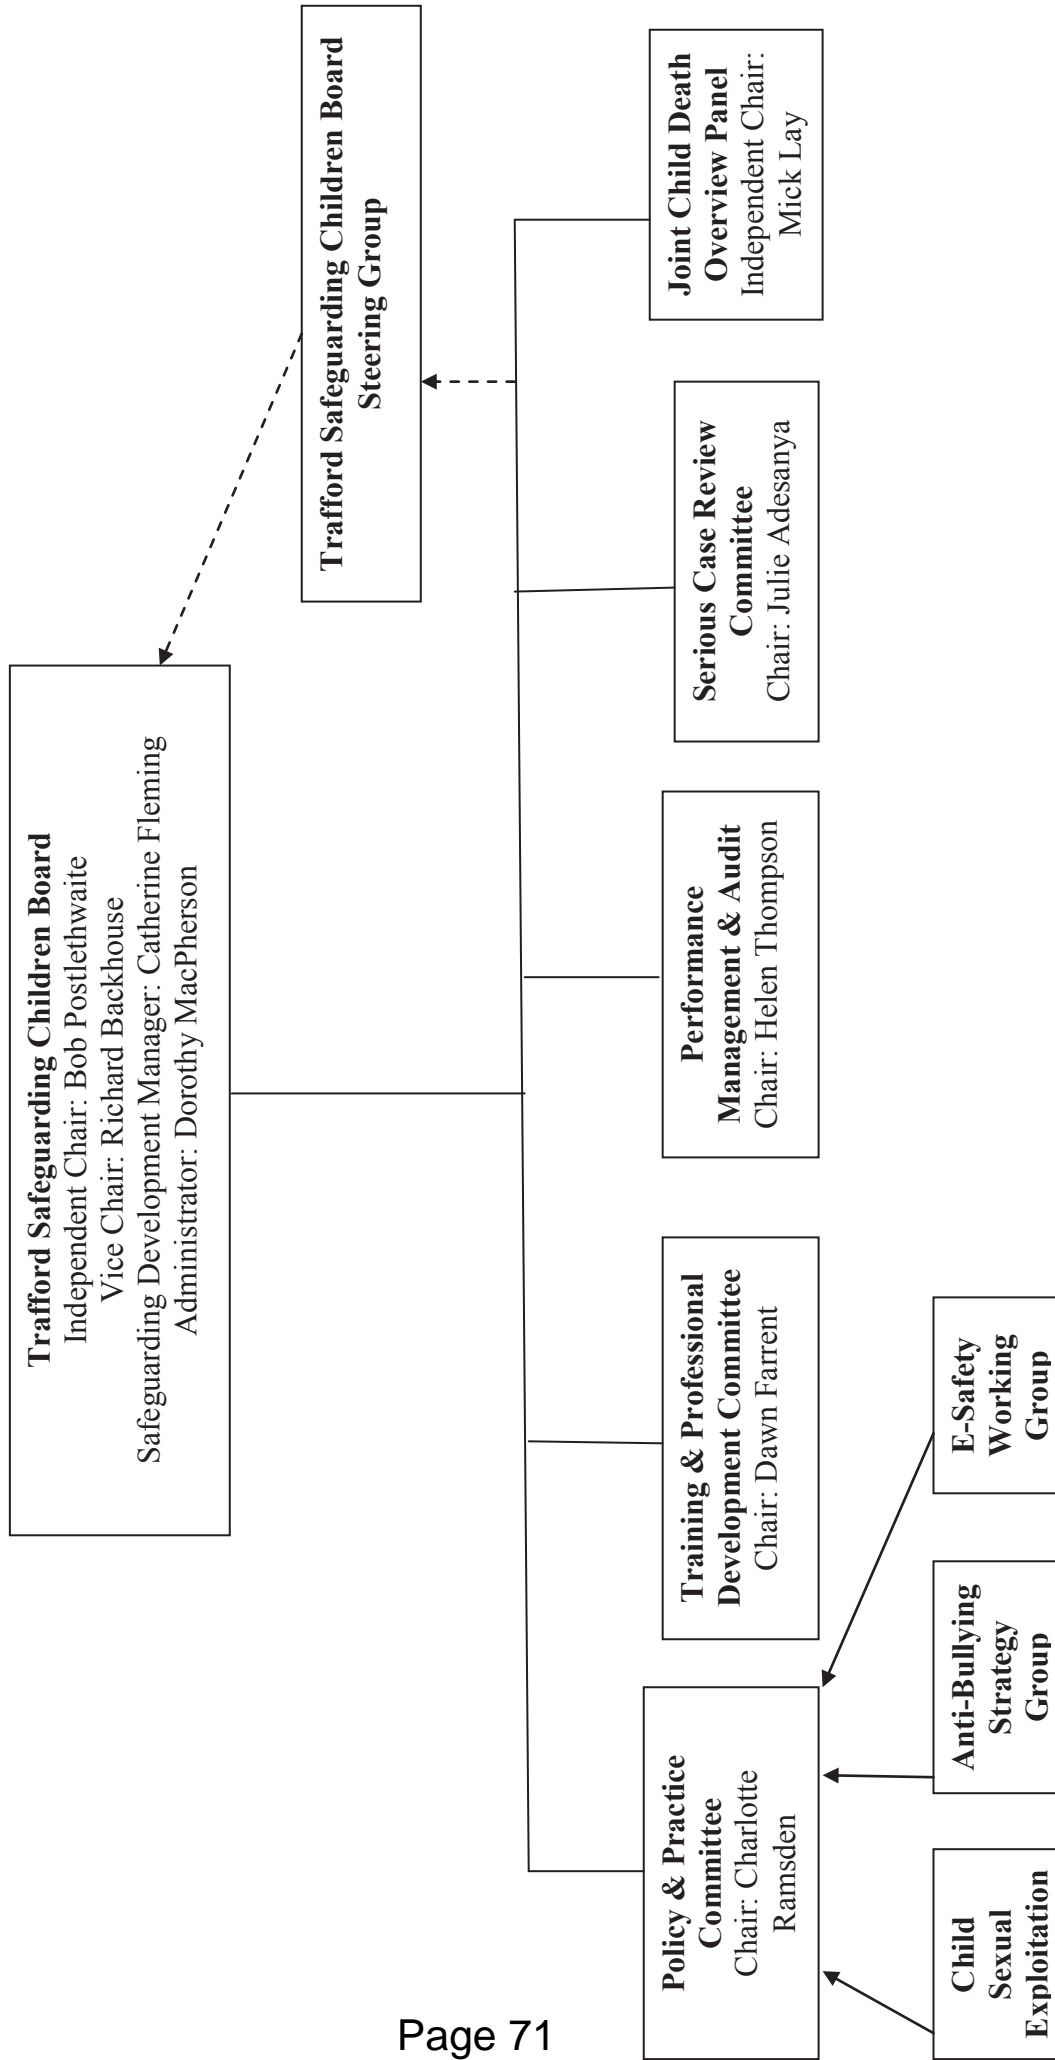 Trafford Safeguarding Children Board
Independent Chair: Bob Postlethwaite
Vice Chair: Richard Backhouse
Safeguarding Development Manager: Catherine Fleming
Administrator: Dorothy MacPherson
Trafford Safeguarding Children Board
Steering Group
Policy & Practice
Committee
Chair: Charlotte
Ramsden
Training & Professional
Development Committee
Chair: Dawn Farrent
Performance
Management & Audit
Chair: Helen Thompson
Serious Case Review
Committee
Chair: Julie Adesanya
Joint Child Death
Overview Panel
Independent Chair:
Mick Lay
Child
Sexual
Exploitation
Anti-Bullying
Strategy
Group
E-Safety
Working
Group
Page 71